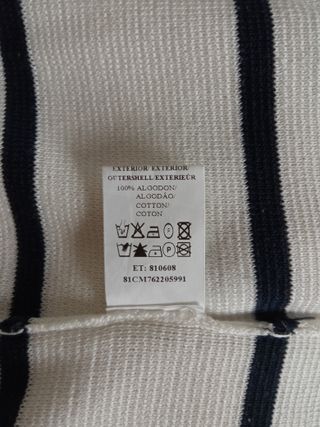 EXTERIOR/EXTERIOR/
OUTERSHELL/EXTERIEUR
100% ALGODON/
ALGODÃO/
COTTON/
COTON
ET: 810608
81CM762205991